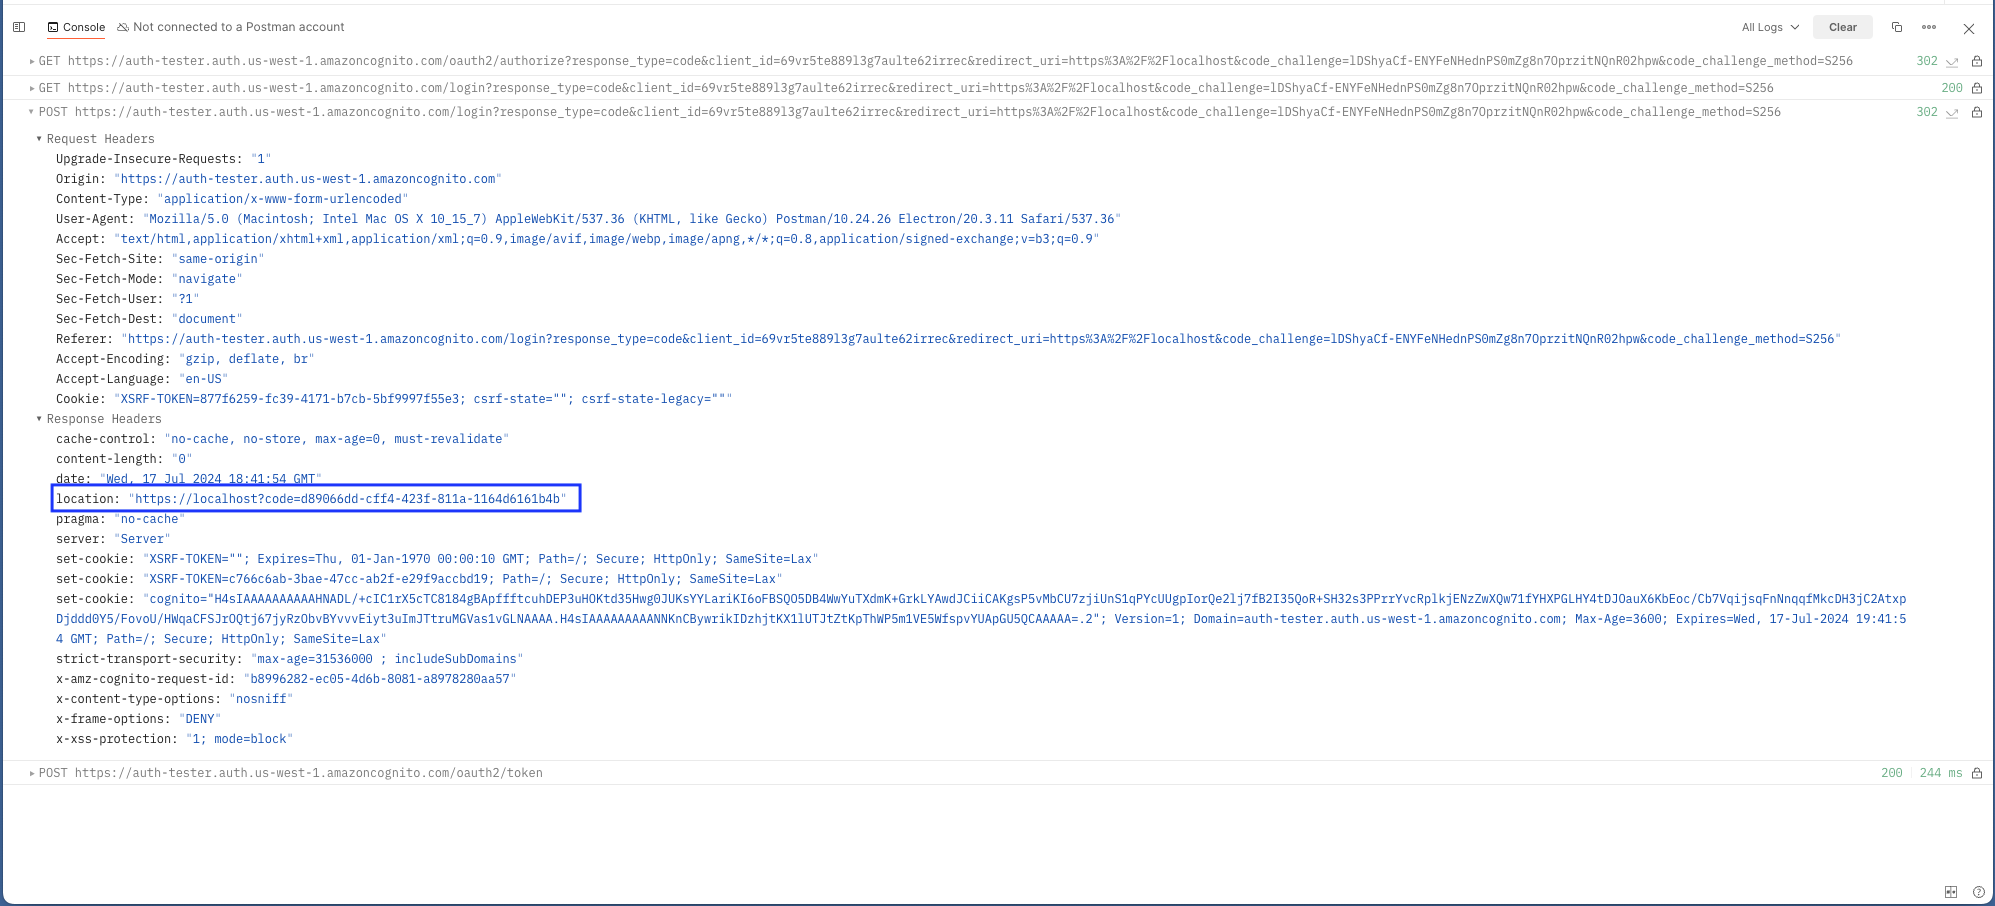 Console Not connected to a Postman account All Logs Clear
GET https://auth-tester.auth.us-west-1.amazoncognito.com/oauth2/authorize?response_type=code&client_id=69vr5te889l3g7aulte62irrec&redirect_uri=https%3A%2F%2Flocalhost&code_challenge=lDShyaCf-ENYFeNHednPS0mZg8n7OprzitNQnR02hpw&code_challenge_method=S256 302
GET https://auth-tester.auth.us-west-1.amazoncognito.com/login?response_type=code&client_id=69vr5te889l3g7aulte62irrec&redirect_uri=https%3A%2F%2Flocalhost&code_challenge=lDShyaCf-ENYFeNHednPS0mZg8n7OprzitNQnR02hpw&code_challenge_method=S256 200
POST https://auth-tester.auth.us-west-1.amazoncognito.com/login?response_type=code&client_id=69vr5te889l3g7aulte62irrec&redirect_uri=https%3A%2F%2Flocalhost&code_challenge=lDShyaCf-ENYFeNHednPS0mZg8n7OprzitNQnR02hpw&code_challenge_method=S256 302
Request Headers
Upgrade-Insecure-Requests: "1"
Origin: "https://auth-tester.auth.us-west-1.amazoncognito.com"
Content-Type: "application/x-www-form-urlencoded"
User-Agent: "Mozilla/5.0 (Macintosh; Intel Mac OS X 10_15_7) AppleWebKit/537.36 (KHTML, like Gecko) Postman/10.24.26 Electron/20.3.11 Safari/537.36"
Accept: "text/html,application/xhtml+xml,application/xml;q=0.9,image/avif,image/webp,image/apng,*/*;q=0.8,application/signed-exchange;v=b3;q=0.9"
Sec-Fetch-Site: "same-origin"
Sec-Fetch-Mode: "navigate"
Sec-Fetch-User: "?1"
Sec-Fetch-Dest: "document"
Referer: "https://auth-tester.auth.us-west-1.amazoncognito.com/login?response_type=code&client_id=69vr5te889l3g7aulte62irrec&redirect_uri=https%3A%2F%2Flocalhost&code_challenge=lDShyaCf-ENYFeNHednPS0mZg8n7OprzitNQnR02hpw&code_challenge_method=S256"
Accept-Encoding: "gzip, deflate, br"
Accept-Language: "en-US"
Cookie: "XSRF-TOKEN=877f6259-fc39-4171-b7cb-5bf9997f55e3; csrf-state=""; csrf-state-legacy="""
Response Headers
cache-control: "no-cache, no-store, max-age=0, must-revalidate"
content-length: "0"
date: "Wed, 17 Jul 2024 18:41:54 GMT"
location: "https://localhost?code=d89066dd-cff4-423f-811a-1164d6161b4b"
pragma: "no-cache"
server: "Server"
set-cookie: "XSRF-TOKEN=""; Expires=Thu, 01-Jan-1970 00:00:10 GMT; Path=/; Secure; HttpOnly; SameSite=Lax"
set-cookie: "XSRF-TOKEN=c766c6ab-3bae-47cc-ab2f-e29f9accbd19; Path=/; Secure; HttpOnly; SameSite=Lax"
set-cookie: "cognito="H4sIAAAAAAAAAAHNADL/+cIC1rX5cTC8184gBApffftcuhDEP3uHOKtd35Hwg0JUKsYYLariKI6oFBSQO5DB4WwYuTXdmK+GrkLYAwdJCiiCAKgsP5vMbCU7zjiUnS1qPYcUUgpIorQe2lj7fB2I35QoR+SH32s3PPrrYvcRplkjENzZwXQw71fYHXPGLHY4tDJOauX6KbEoc/Cb7VqijsqFnNnqqfMkcDH3jC2Atxp
Djddd0Y5/FovoU/HWqaCFSJrOQtj67jyRzObvBYvvvEiyt3uImJTtruMGVas1vGLNAAAA.H4sIAAAAAAAAANNKnCBywrikIDzhjtKX1lUTJtZtKpThWP5m1VE5WfspvYUApGU5QCAAAAA=.2"; Version=1; Domain=auth-tester.auth.us-west-1.amazoncognito.com; Max-Age=3600; Expires=Wed, 17-Jul-2024 19:41:5
4 GMT; Path=/; Secure; HttpOnly; SameSite=Lax"
strict-transport-security: "max-age=31536000 ; includeSubDomains"
x-amz-cognito-request-id: "b8996282-ec05-4d6b-8081-a8978280aa57"
x-content-type-options: "nosniff"
x-frame-options: "DENY"
x-xss-protection: "1; mode=block"
POST https://auth-tester.auth.us-west-1.amazoncognito.com/oauth2/token 200 244 ms